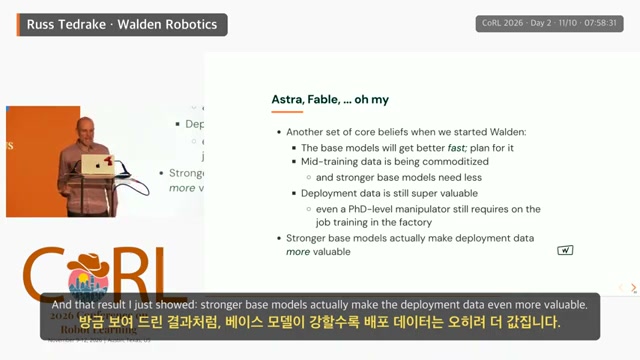 Russ Tedrake · Walden Robotics
CoRL 2026 · Day 2 · 11/10 · 07:58:31
Astra, Fable, ... oh my
Another set of core beliefs when we started Walden:
The base models will get better fast; plan for it
Mid-training data is being commoditized
and stronger base models need less
Deployment data is still super valuable
even a PhD-level manipulator still requires on the
job training in the factory
Stronger base models actually make deployment data
more valuable
Dep
Stronger
more v
CoRL
And that result I just showed: stronger base models actually make the deployment data even more valuable.
방금 보여 드린 결과처럼, 베이스 모델이 강할수록 배포 데이터는 오히려 더 값집니다.